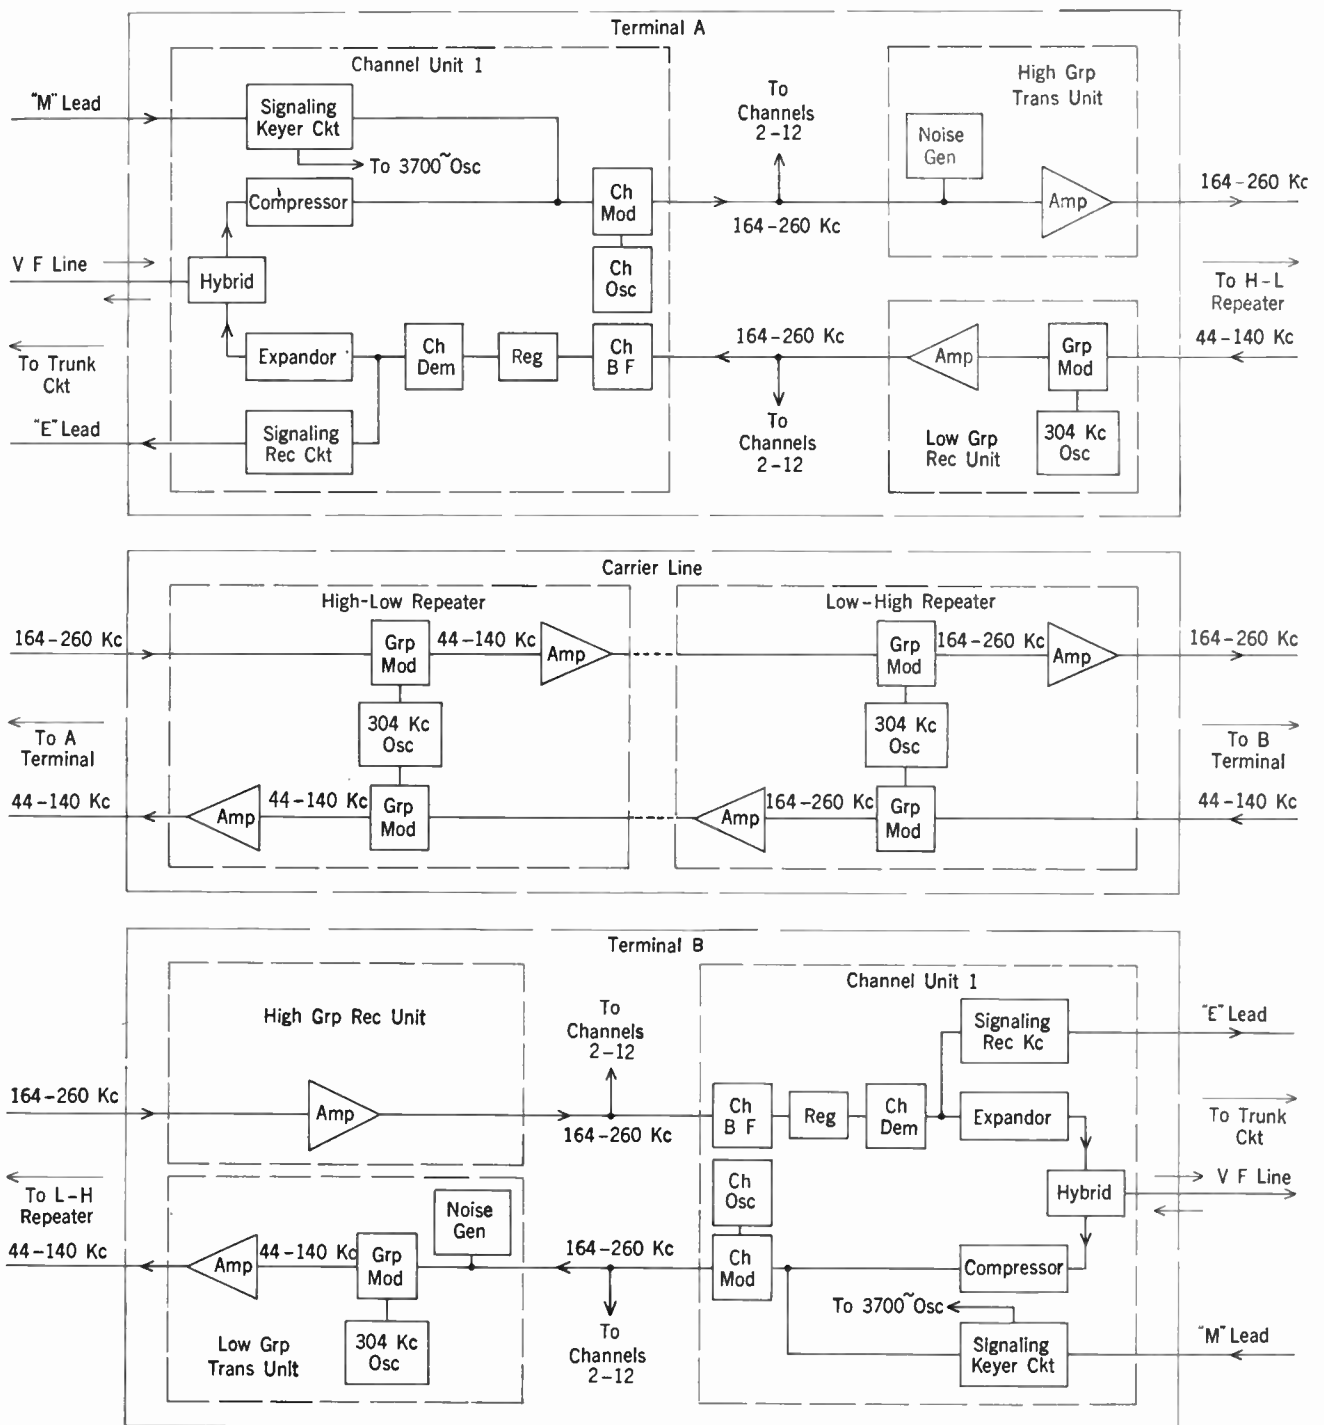 Terminal A
Channel Unit 1
"M" Lead
Signaling
Keyer Ckt
To 3700~Osc
Compressor
Ch
Mod
Ch
Osc
V F Line
Hybrid
To Trunk
Ckt
Expandor
Ch
Dem
Reg
Ch
B F
"E" Lead
Signaling
Rec Ckt
To
Channels
2-12
164-260 Kc
High Grp
Trans Unit
Noise
Gen
Amp
164-260 Kc
To H-L
Repeater
164-260 Kc
To
Channels
2-12
Amp
Grp
Mod
44-140 Kc
Low Grp
Rec Unit
304 Kc
Osc
Carrier Line
High-Low Repeater
Low-High Repeater
164-260 Kc
Grp
Mod
44-140 Kc
Amp
Grp
Mod
164-260 Kc
Amp
164-260 Kc
To A
Terminal
304 Kc
Osc
304 Kc
Osc
To B
Terminal
44-140 Kc
Amp
44-140 Kc
Grp
Mod
Amp
164-260 Kc
Grp
Mod
44-140 Kc
Terminal B
High Grp Rec Unit
164-260 Kc
Amp
To
Channels
2-12
164-260 Kc
Channel Unit 1
Signaling
Rec Kc
"E" Lead
Ch
B F
Reg
Ch
Dem
Expandor
To Trunk
Ckt
Ch
Osc
Hybrid
V F Line
To L-H
Repeater
44-140 Kc
Amp
44-140 Kc
Grp
Mod
Noise
Gen
164-260 Kc
Ch
Mod
Compressor
To 3700~Osc
Low Grp
Trans Unit
304 Kc
Osc
To
Channels
2-12
Signaling
Keyer Ckt
"M" Lead